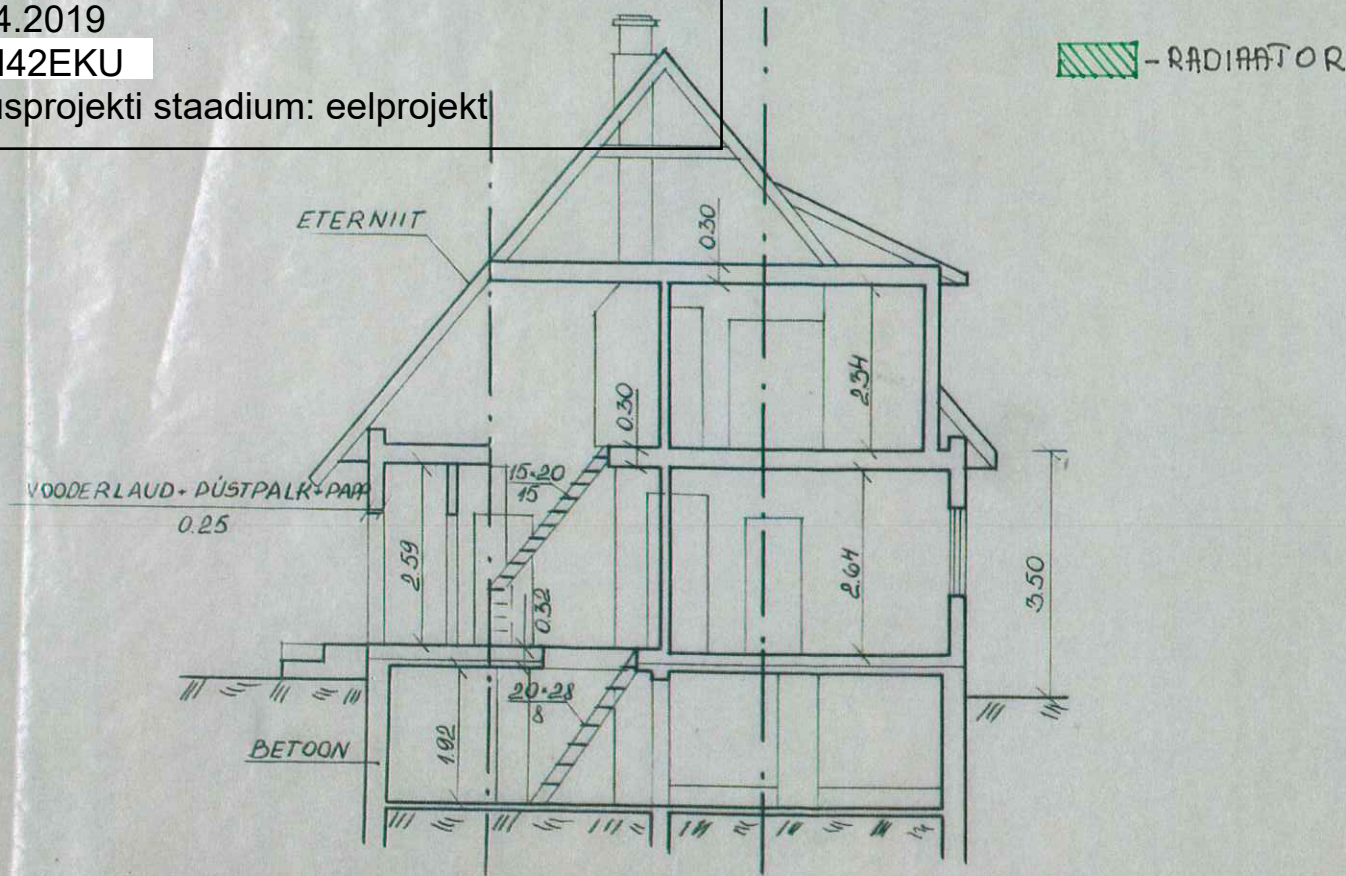 4.2019
I42EKU
usprojekti staadium: eelprojekt
- RADIAATOR
ETERNIIT
0.30
2.34
0.30
15×20
15
VOODERLAUD + PÜSTPALK + PAPP
0.25
2.59
0.32
2.64
3.50
20×28
8
BETOON
1.92